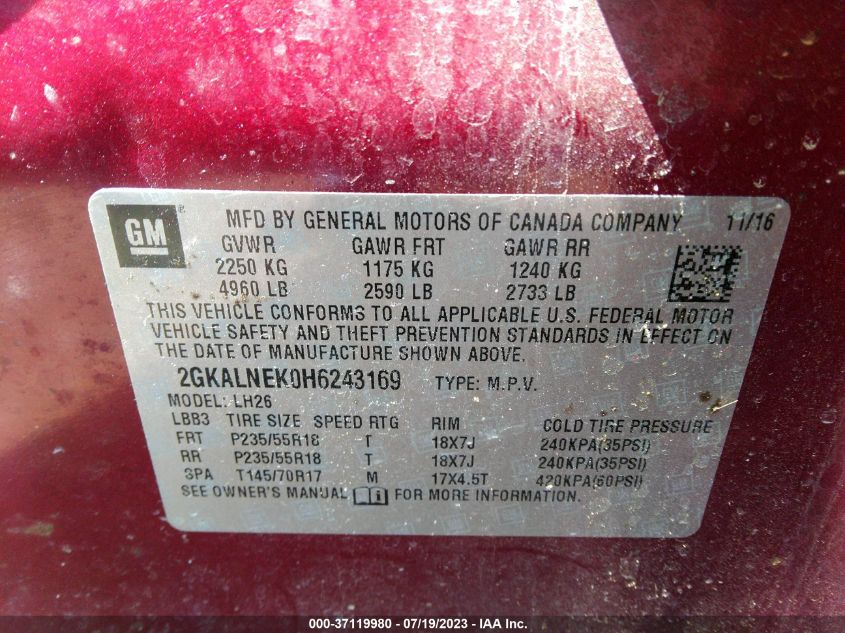 GM ® MFD BY GENERAL MOTORS OF CANADA COMPANY 11/16
GVWR GAWR FRT GAWR RR
2250 KG 1175 KG 1240 KG
4960 LB 2590 LB 2733 LB
THIS VEHICLE CONFORMS TO ALL APPLICABLE U.S. FEDERAL MOTOR
VEHICLE SAFETY AND THEFT PREVENTION STANDARDS IN EFFECT ON
THE DATE OF MANUFACTURE SHOWN ABOVE.
2GKALNEK0H6243169 TYPE: M.P.V.
MODEL: LH26
LBB3 TIRE SIZE SPEED RTG RIM COLD TIRE PRESSURE
FRT P235/55R18 T 18X7J 240KPA(35PSI)
RR P235/55R18 T 18X7J 240KPA(35PSI)
SPA T145/70R17 M 17X4.5T 420KPA(60PSI)
SEE OWNER'S MANUAL i FOR MORE INFORMATION.
000-37119980 - 07/19/2023 - IAA Inc.